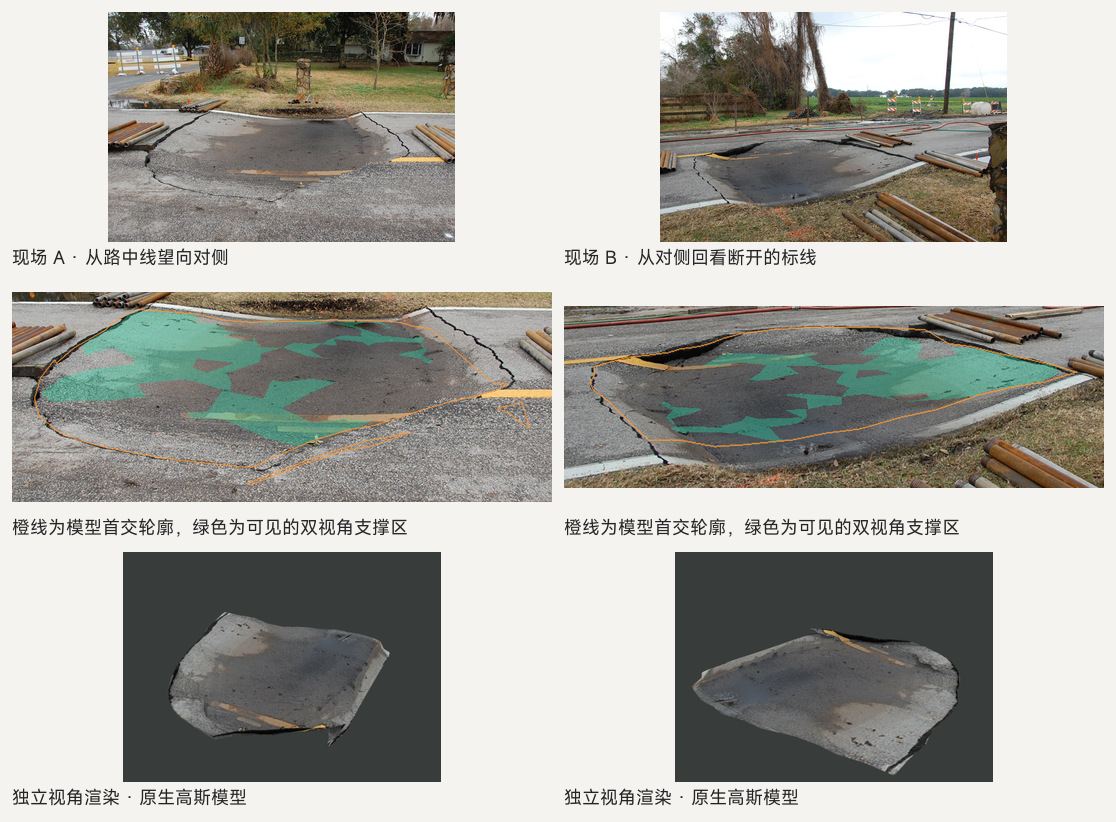 现场 A · 从路中线望向对侧
现场 B · 从对侧回看断开的标线
橙线为模型首交轮廓，绿色为可见的双视角支撑区
橙线为模型首交轮廓，绿色为可见的双视角支撑区
独立视角渲染 · 原生高斯模型
独立视角渲染 · 原生高斯模型